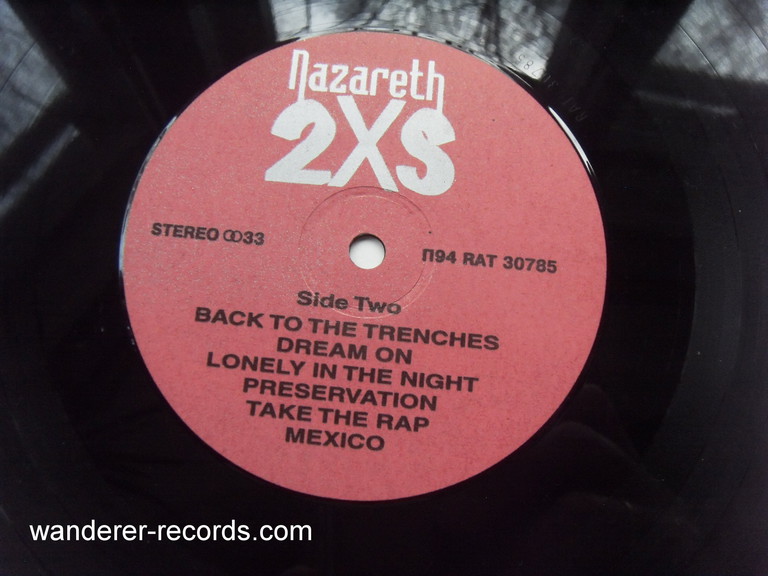 Nazareth
2XS
STEREO ꝏ33
П94 RAT 30785
Side Two
BACK TO THE TRENCHES
DREAM ON
LONELY IN THE NIGHT
PRESERVATION
TAKE THE RAP
MEXICO
wanderer-records.com